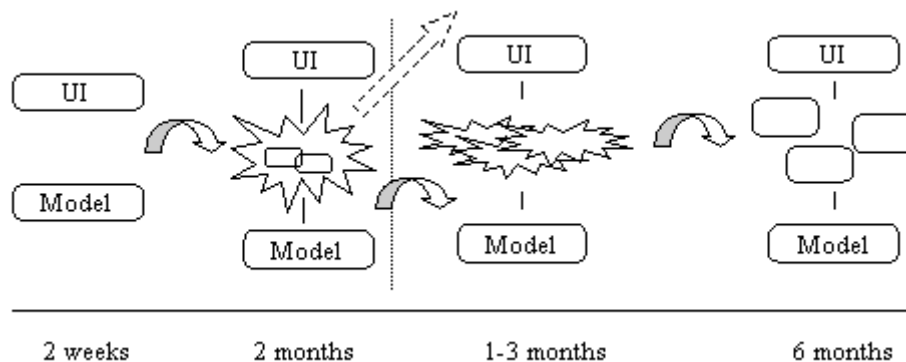 UI
Model
2 weeks
UI
Model
2 months
UI
Model
1-3 months
UI
Model
6 months